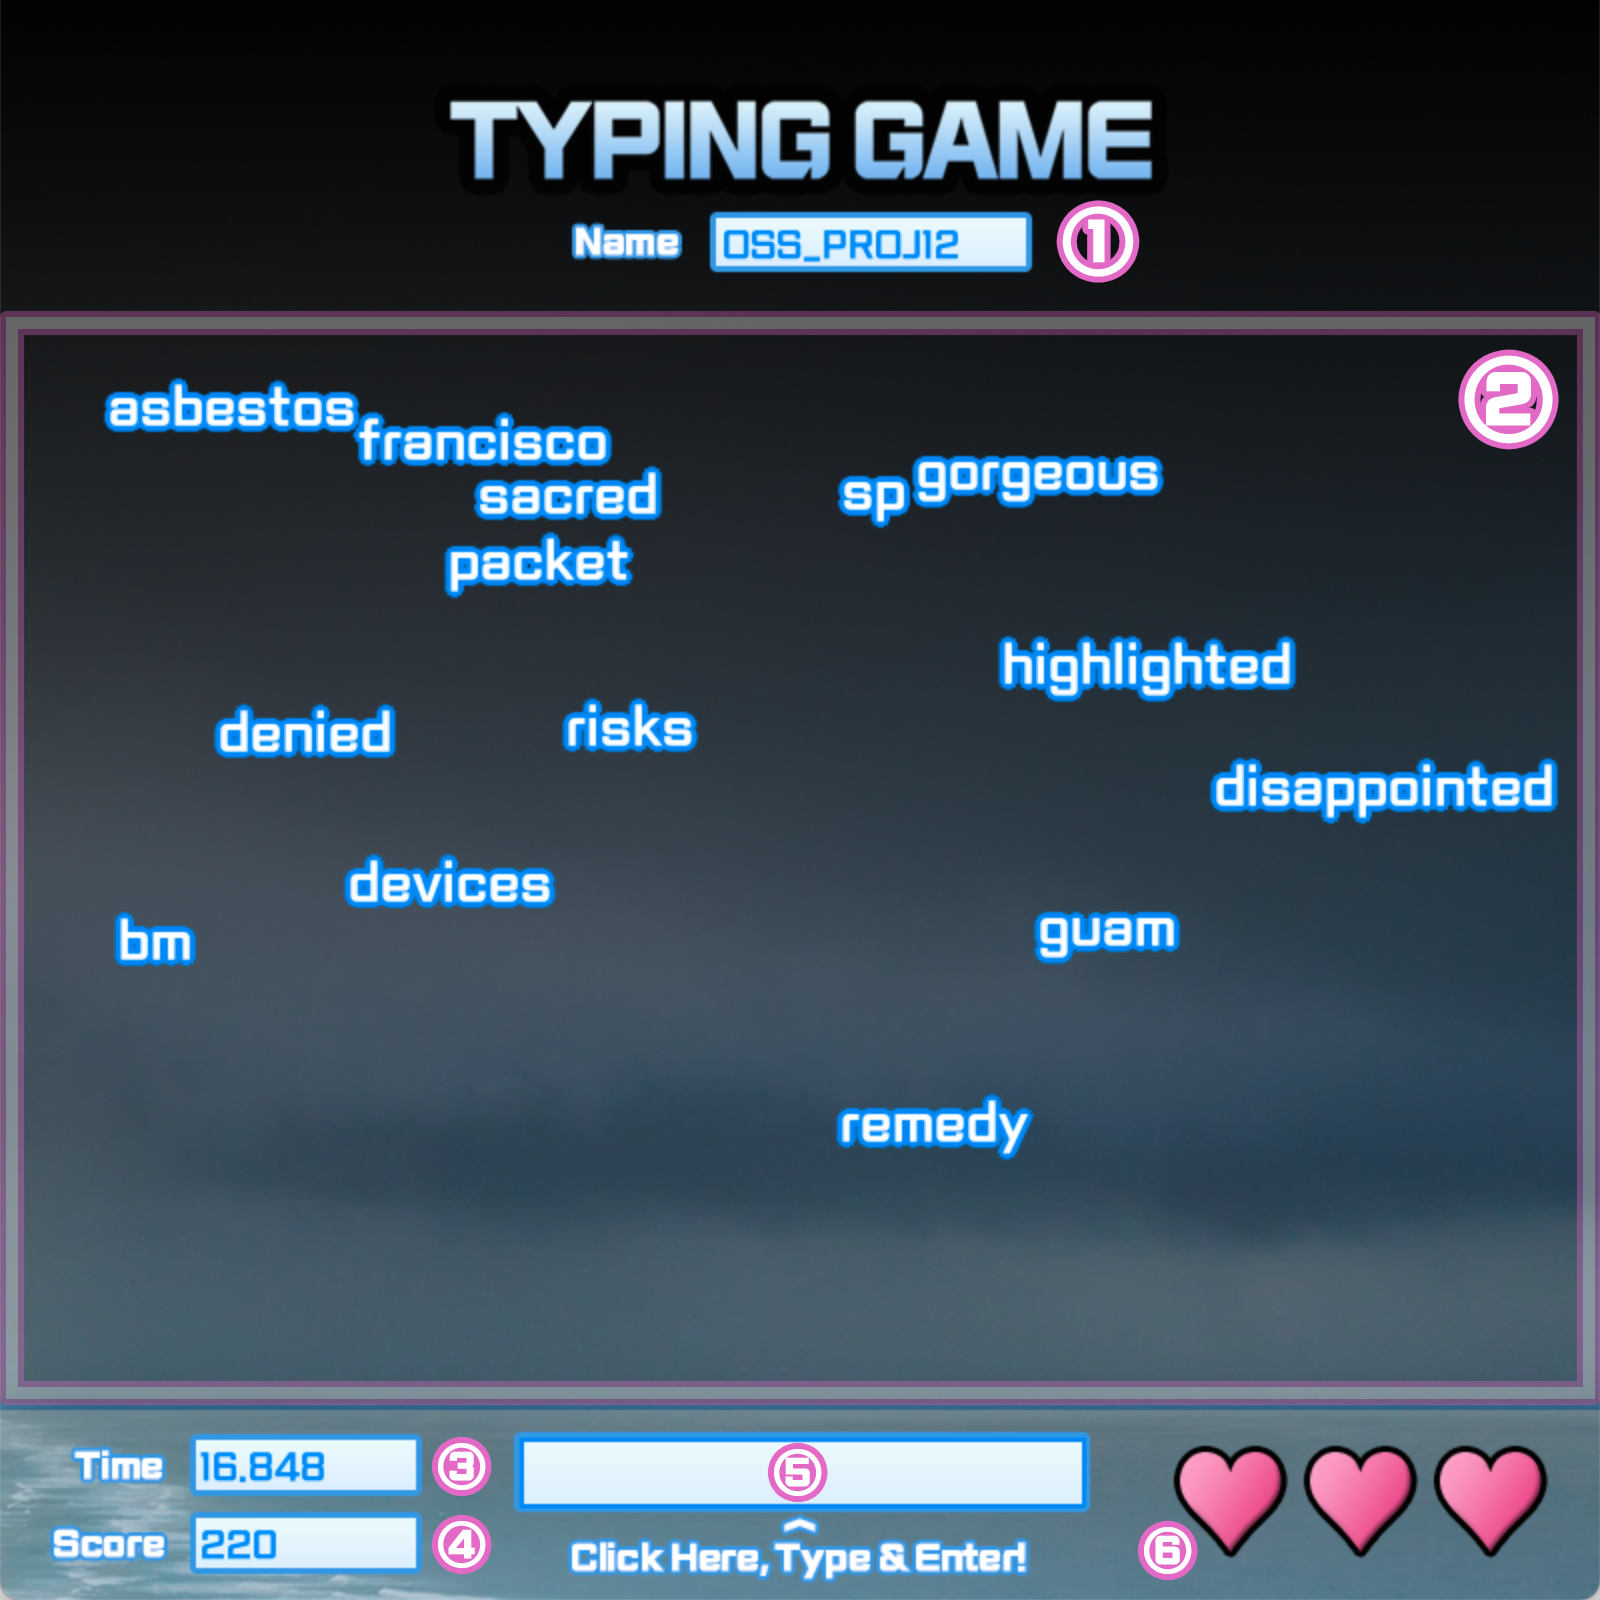 TYPING GAME
Name OSS_PROJ12 1
2
asbestos
francisco
sp gorgeous
sacred
packet
highlighted
denied risks
disappointed
devices
bm guam
remedy
Time 16.848 3 5
Score 220 4
Click Here, Type & Enter! 6